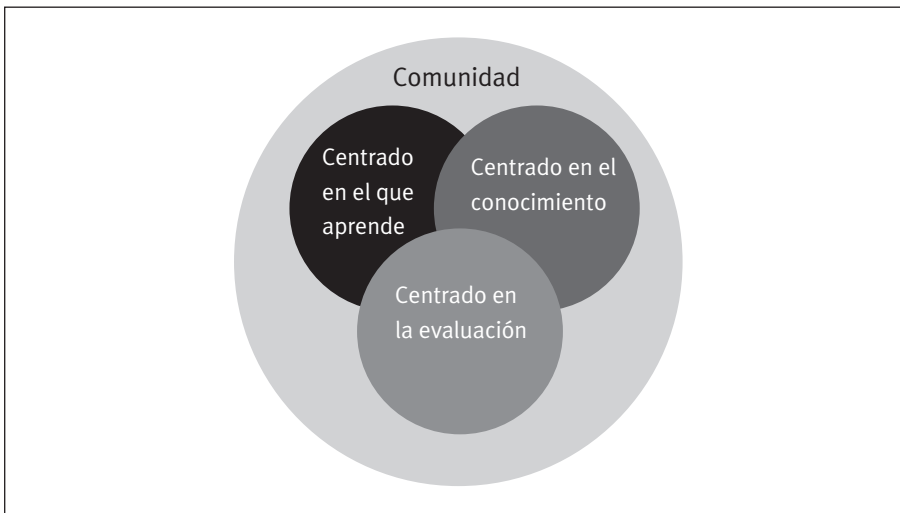 Comunidad
Centrado
en el que
aprende
Centrado en el
conocimiento
Centrado en
la evaluación